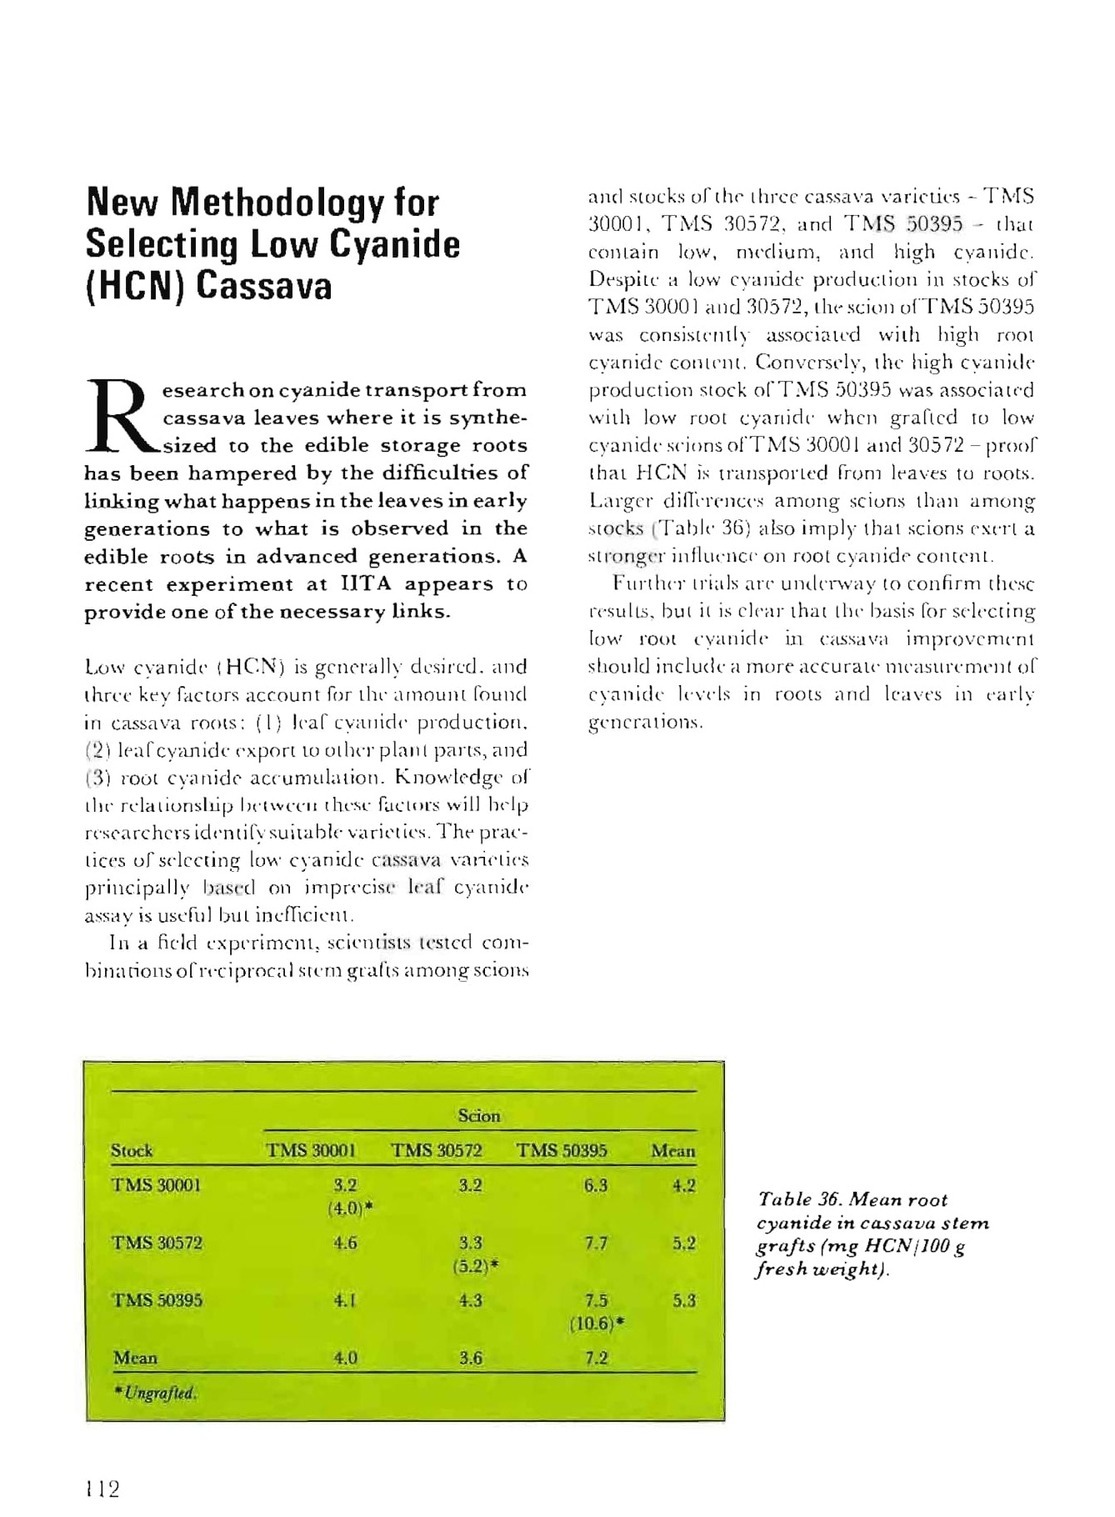 New Methodology for
Selecting Low Cyanide
(HCN) Cassava
Research on cyanide transport from
cassava leaves where it is synthe-
sized to the edible storage roots
has been hampered by the difficulties of
linking what happens in the leaves in early
generations to what is observed in the
edible roots in advanced generations. A
recent experiment at IITA appears to
provide one of the necessary links.
Low cyanide (HCN) is generally desired, and
three key factors account for the amount found
in cassava roots: (1) leaf cyanide production,
(2) leaf cyanide export to other plant parts, and
(3) root cyanide accumulation. Knowledge of
the relationship between these factors will help
researchers identify suitable varieties. The prac-
tices of selecting low cyanide cassava varieties
principally based on imprecise leaf cyanide
assay is useful but inefficient.
In a field experiment, scientists tested com-
binations of reciprocal stem grafts among scions
and stocks of the three cassava varieties - TMS
30001, TMS 30572, and TMS 50395 - that
contain low, medium, and high cyanide.
Despite a low cyanide production in stocks of
TMS 30001 and 30572, the scion of TMS 50395
was consistently associated with high root
cyanide content. Conversely, the high cyanide
production stock of TMS 50395 was associated
with low root cyanide when grafted to low
cyanide scions of TMS 30001 and 30572 - proof
that HCN is transported from leaves to roots.
Larger differences among scions than among
stocks (Table 36) also imply that scions exert a
stronger influence on root cyanide content.
Further trials are underway to confirm these
results, but it is clear that the basis for selecting
low root cyanide in cassava improvement
should include a more accurate measurement of
cyanide levels in roots and leaves in early
generations.
Scion
Stock TMS 30001 TMS 30572 TMS 50395 Mean
TMS 30001 3.2 3.2 6.3 4.2
(4.0)*
TMS 30572 4.6 3.3 7.7 5.2
(5.2)*
TMS 50395 4.1 4.3 7.5 5.3
(10.6)*
Mean 4.0 3.6 7.2
*Ungrafted.
Table 36. Mean root
cyanide in cassava stem
grafts (mg HCN/100 g
fresh weight).
112